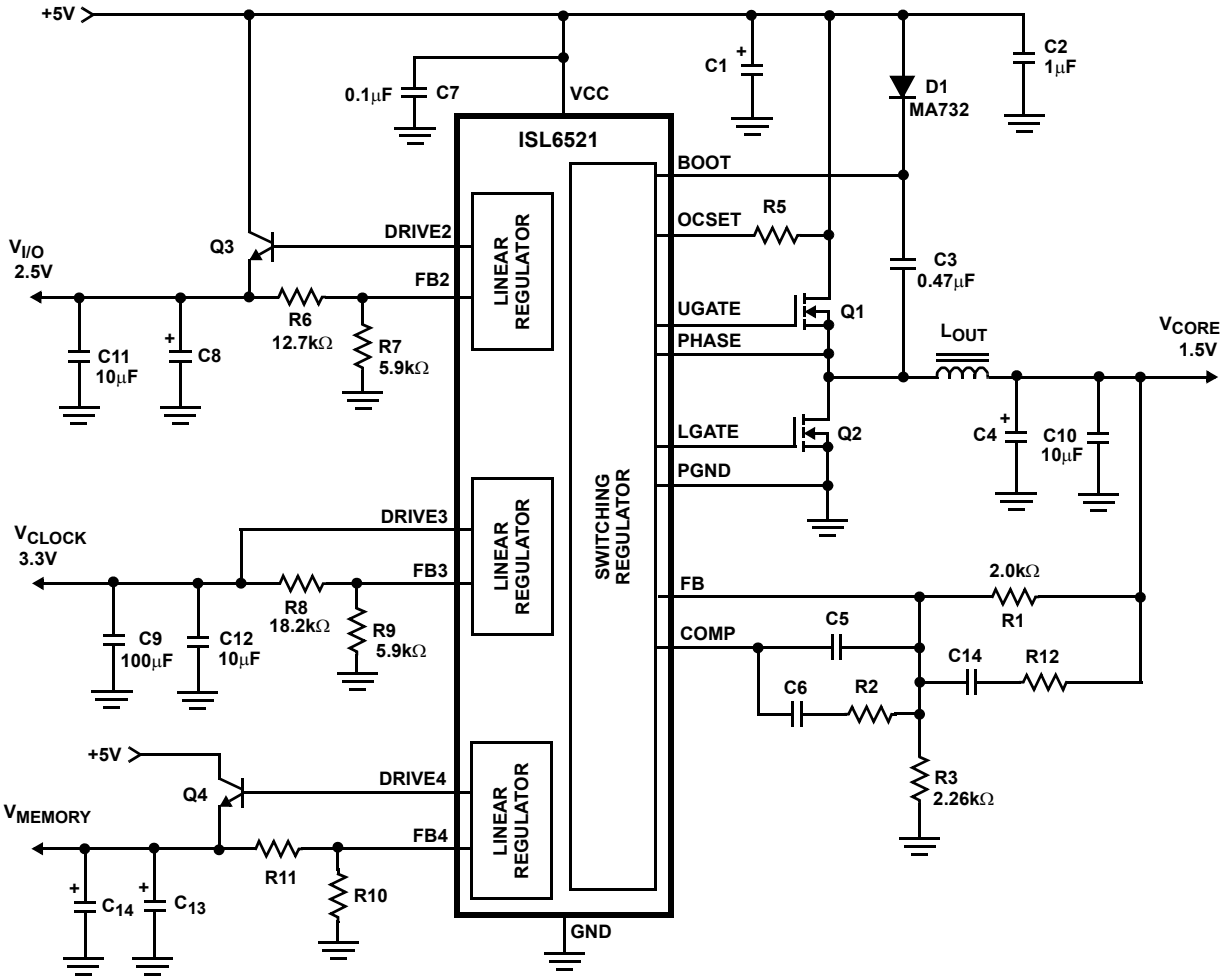 +5V
C2
1μF
C1
D1
MA732
0.1μF
C7
VCC
ISL6521
BOOT
OCSET
R5
C3
0.47μF
Q3
DRIVE2
LINEAR
REGULATOR
V_I/O
2.5V
FB2
R6
12.7kΩ
R7
5.9kΩ
C11
10μF
+
C8
UGATE
Q1
PHASE
L_OUT
V_CORE
1.5V
LGATE
Q2
+
C4
C10
10μF
PGND
SWITCHING
REGULATOR
DRIVE3
LINEAR
REGULATOR
V_CLOCK
3.3V
FB3
R8
18.2kΩ
R9
5.9kΩ
C9
100μF
C12
10μF
FB
2.0kΩ
R1
COMP
C5
C14
R12
C6
R2
R3
2.26kΩ
+5V
Q4
DRIVE4
LINEAR
REGULATOR
V_MEMORY
FB4
R11
R10
+
C14
+
C13
GND
+